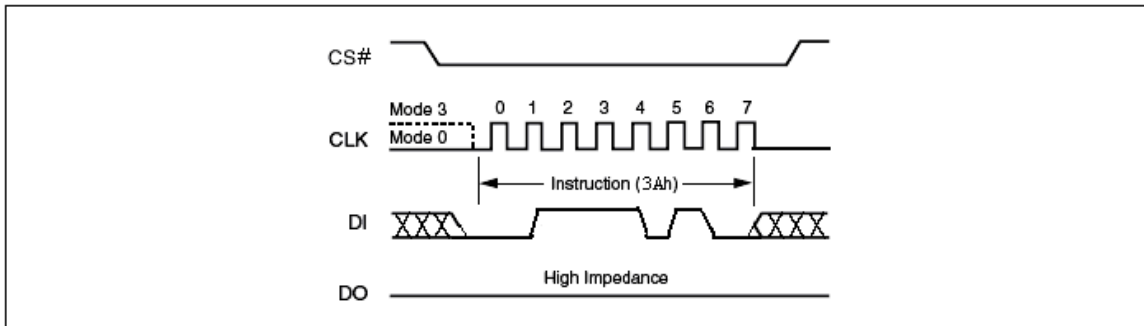 CS#
Mode 3 0 1 2 3 4 5 6 7
CLK Mode 0
Instruction (3Ah)
DI
High Impedance
DO